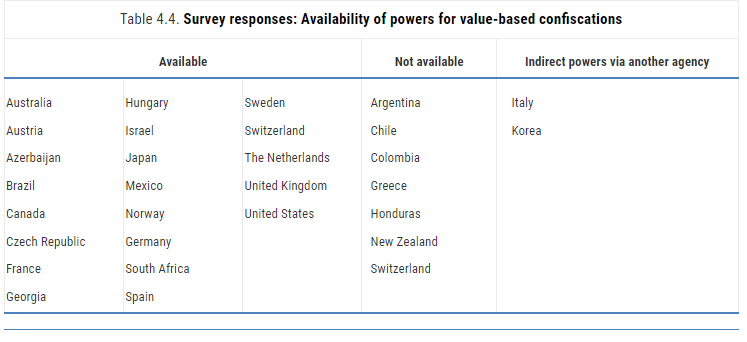 Table 4.4. Survey responses: Availability of powers for value-based confiscations
Available Not available Indirect powers via another agency
Australia Hungary Sweden Argentina Italy
Austria Israel Switzerland Chile Korea
Azerbaijan Japan The Netherlands Colombia
Brazil Mexico United Kingdom Greece
Canada Norway United States Honduras
Czech Republic Germany New Zealand
France South Africa Switzerland
Georgia Spain